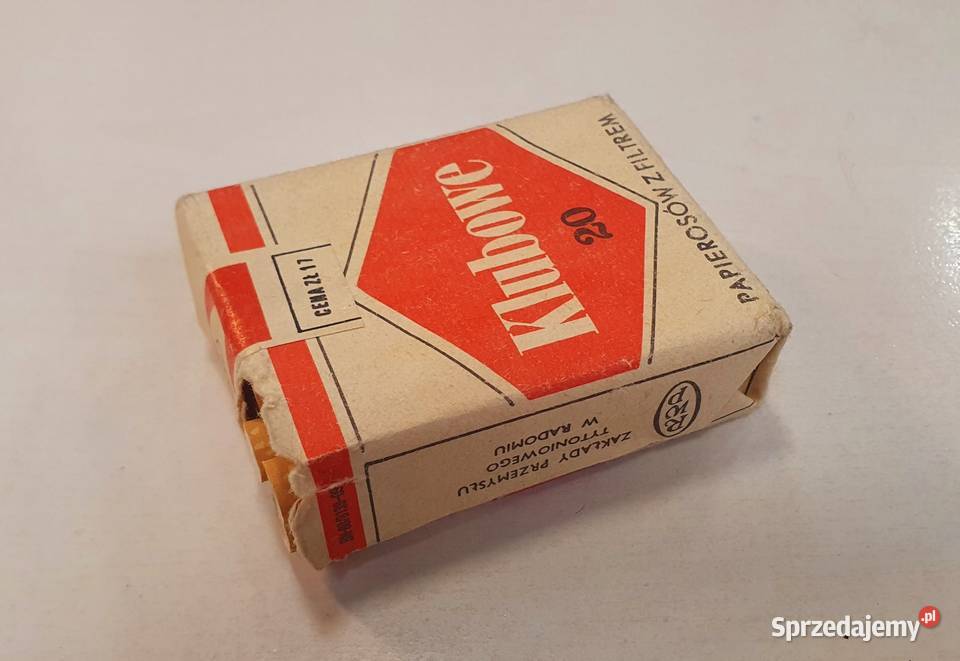 Klubowe
20
PAPIEROSÓW Z FILTREM
CENA ZŁ 17
ZAKŁADY PRZEMYSŁU
TYTONIOWEGO
W RADOMIU
Sprzedajemy.pl